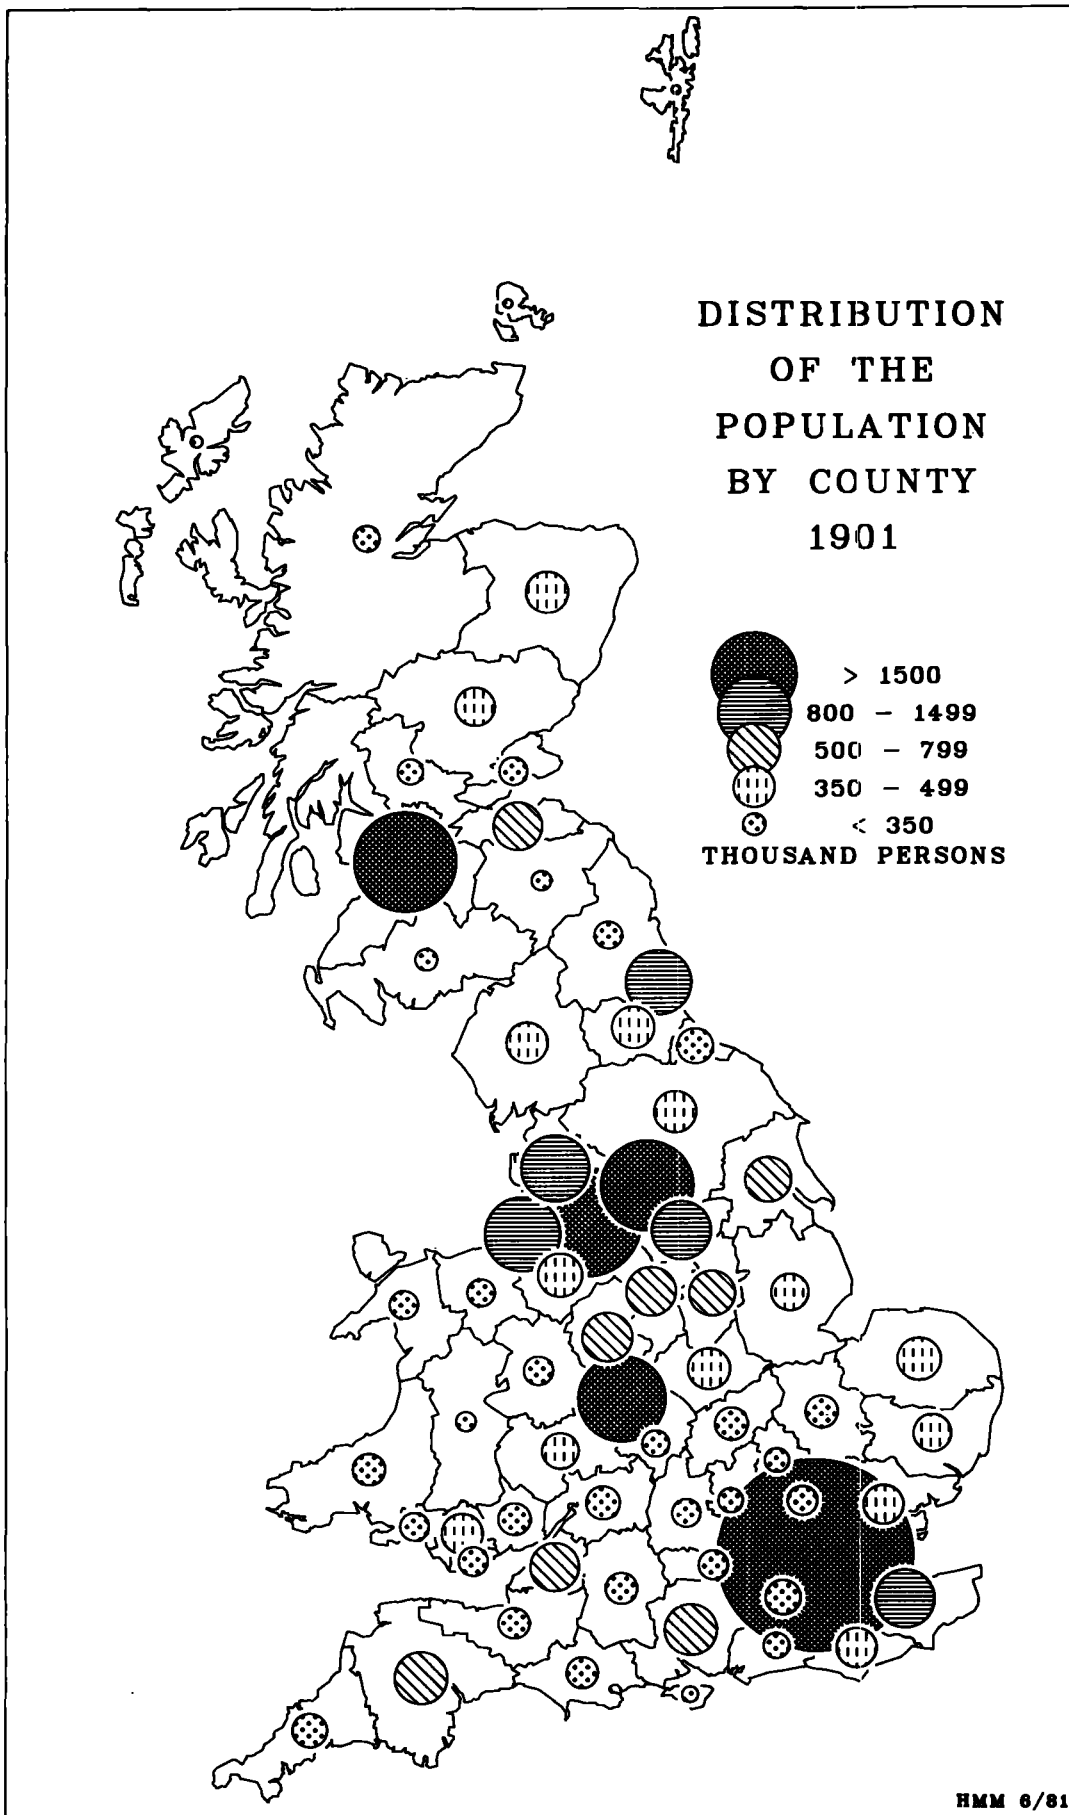 DISTRIBUTION
OF THE
POPULATION
BY COUNTY
1901
> 1500
800 - 1499
500 - 799
350 - 499
< 350
THOUSAND PERSONS
HMM 6/81